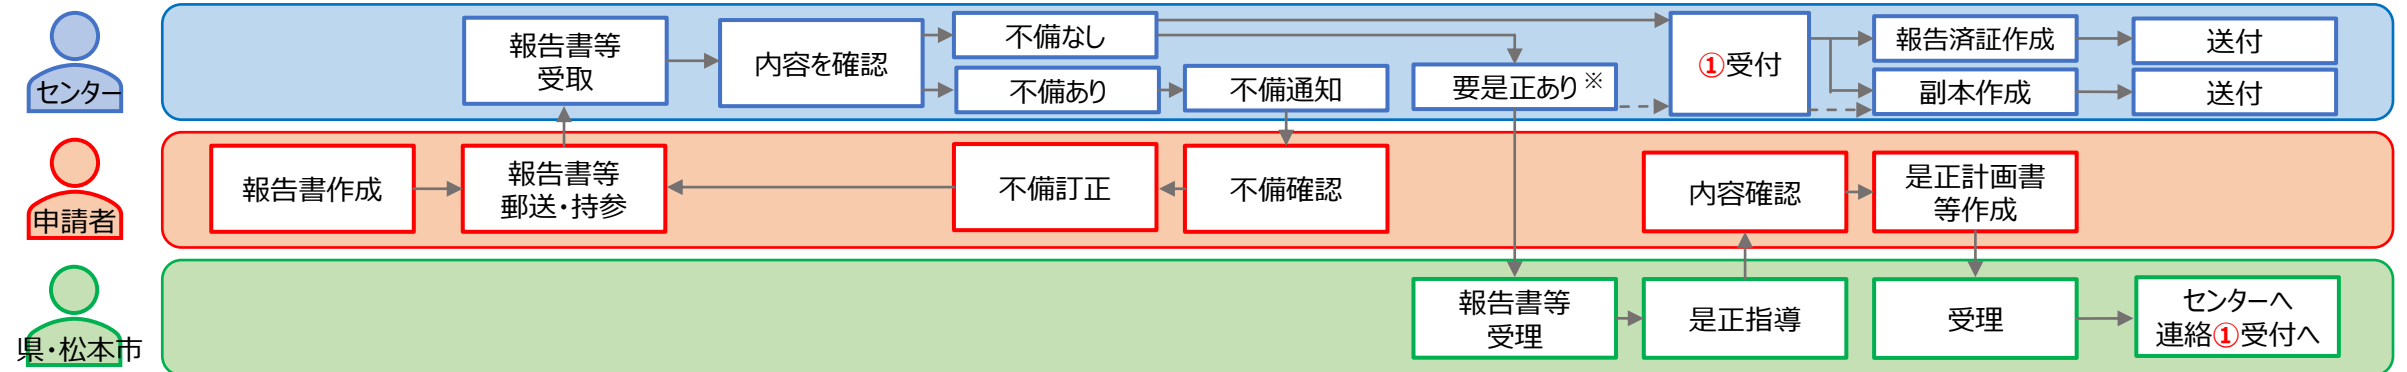 センター
報告書等
受取
内容を確認
不備なし
不備あり
不備通知
要是正あり※
①受付
報告済証作成
送付
副本作成
送付
申請者
報告書作成
報告書等
郵送・持参
不備訂正
不備確認
内容確認
是正計画書
等作成
県・松本市
報告書等
受理
是正指導
受理
センターへ
連絡①受付へ